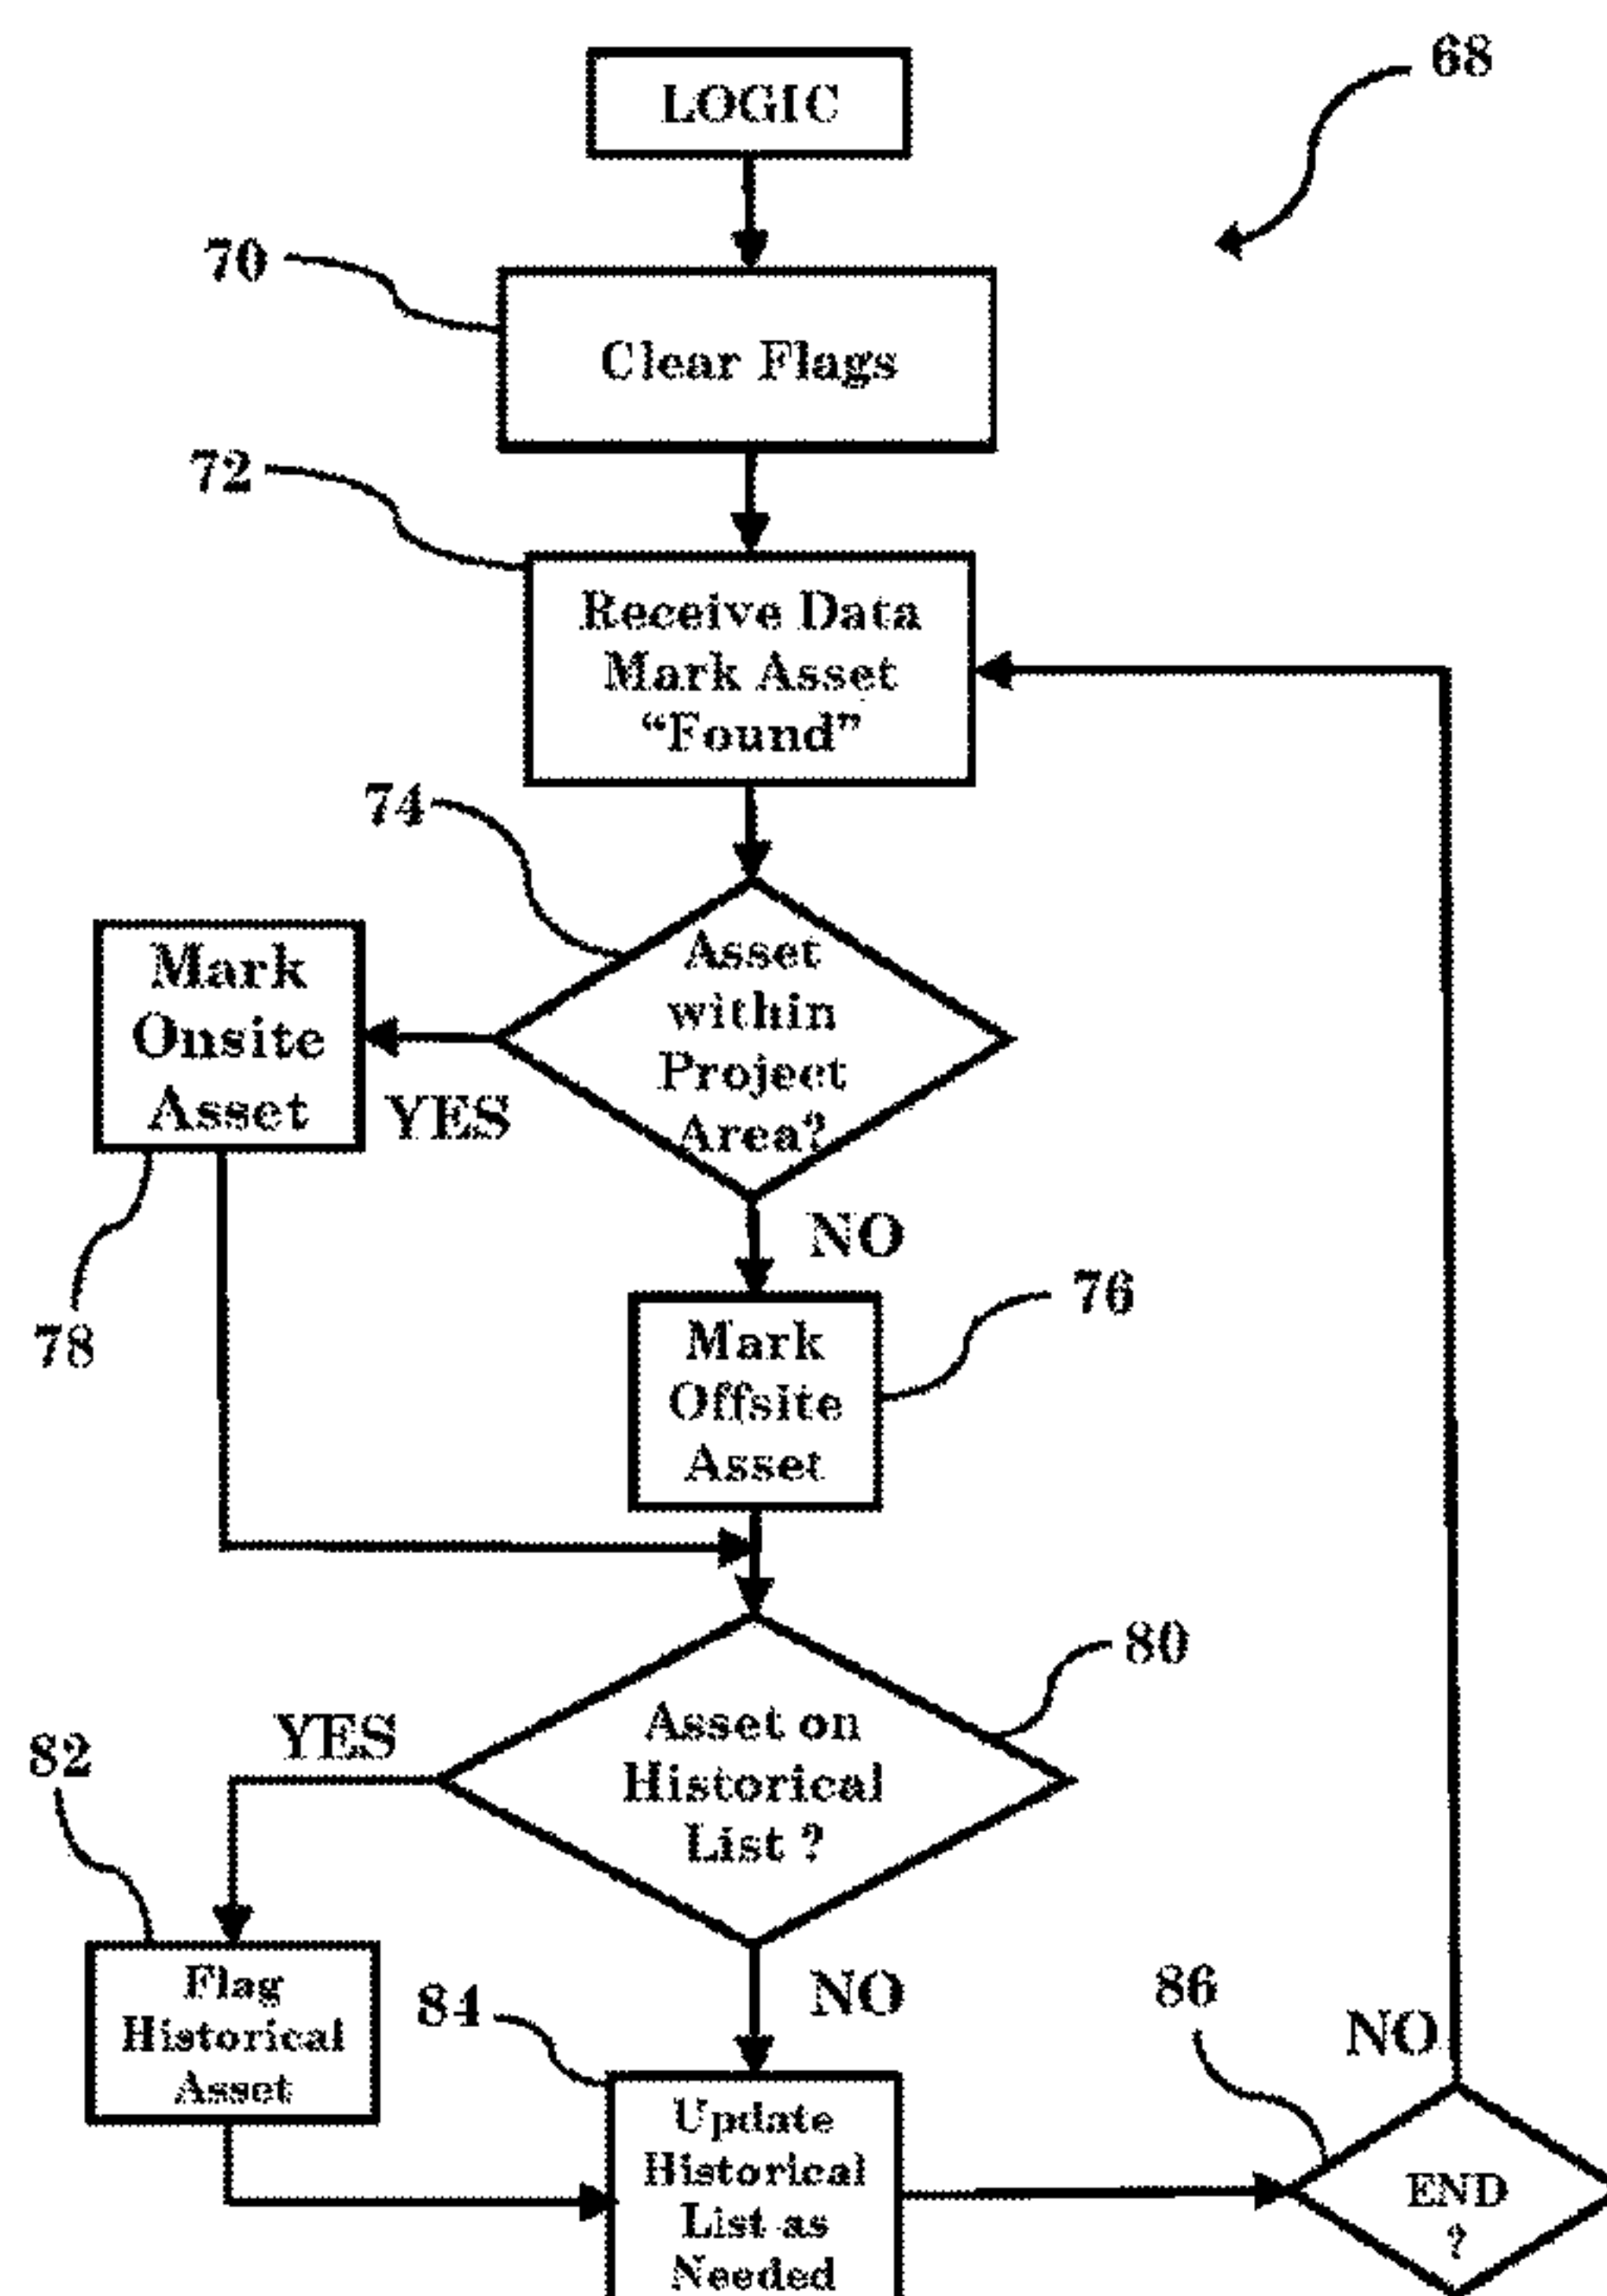 LOGIC
68
70
Clear Flags
72
Receive Data
Mark Asset
“Found”
74
Asset
within
Project
Area?
Mark
Onsite
Asset
YES
78
NO
76
Mark
Offsite
Asset
80
Asset on
Historical
List ?
YES
82
Flag
Historical
Asset
NO
84
Update
Historical
List as
Needed
86
NO
END
?